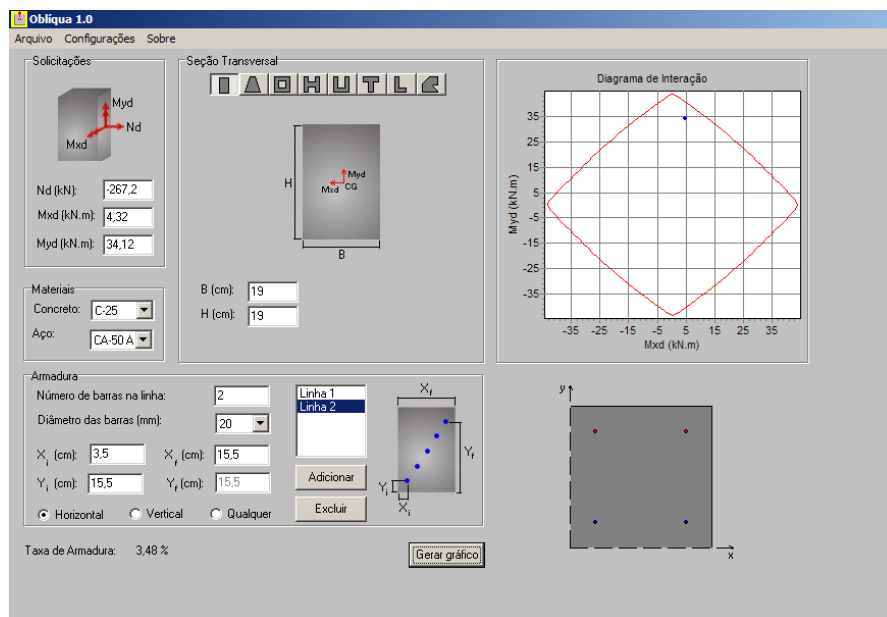 Oblíqua 1.0
Arquivo Configurações Sobre
Solicitações
Myd
Nd
Mxd
Nd (kN): -267,2
Mxd (kN.m): 4,32
Myd (kN.m): 34,12
Materiais
Concreto: C-25
Aço: CA-50 A
Seção Transversal
H
Myd
Mxd CG
B
B (cm): 19
H (cm): 19
Diagrama de Interação
Myd (kN.m)
35
25
15
5
-5
-15
-25
-35
-35 -25 -15 -5 5 15 25 35
Mxd (kN.m)
Armadura
Número de barras na linha: 2
Diâmetro das barras (mm): 20
Xi (cm): 3,5 Xf (cm): 15,5
Yi (cm): 15,5 Yf (cm): 15,5
Horizontal Vertical Qualquer
Linha 1
Linha 2
Adicionar
Excluir
Xf
Yf
Yi
Xi
Taxa de Armadura: 3,48 %
Gerar gráfico
y
x